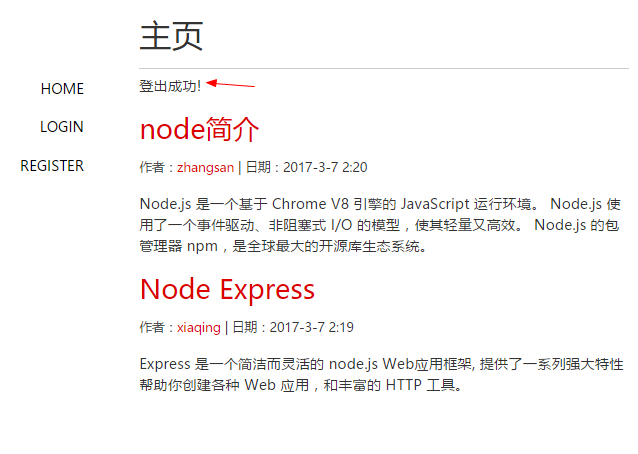 主页
登出成功!
HOME
LOGIN
REGISTER
node简介
作者：zhangsan | 日期：2017-3-7 2:20
Node.js 是一个基于 Chrome V8 引擎的 JavaScript 运行环境。 Node.js 使
用了一个事件驱动、非阻塞式 I/O 的模型，使其轻量又高效。 Node.js 的包
管理器 npm，是全球最大的开源库生态系统。
Node Express
作者：xiaqing | 日期：2017-3-7 2:19
Express 是一个简洁而灵活的 node.js Web应用框架, 提供了一系列强大特性
帮助你创建各种 Web 应用，和丰富的 HTTP 工具。